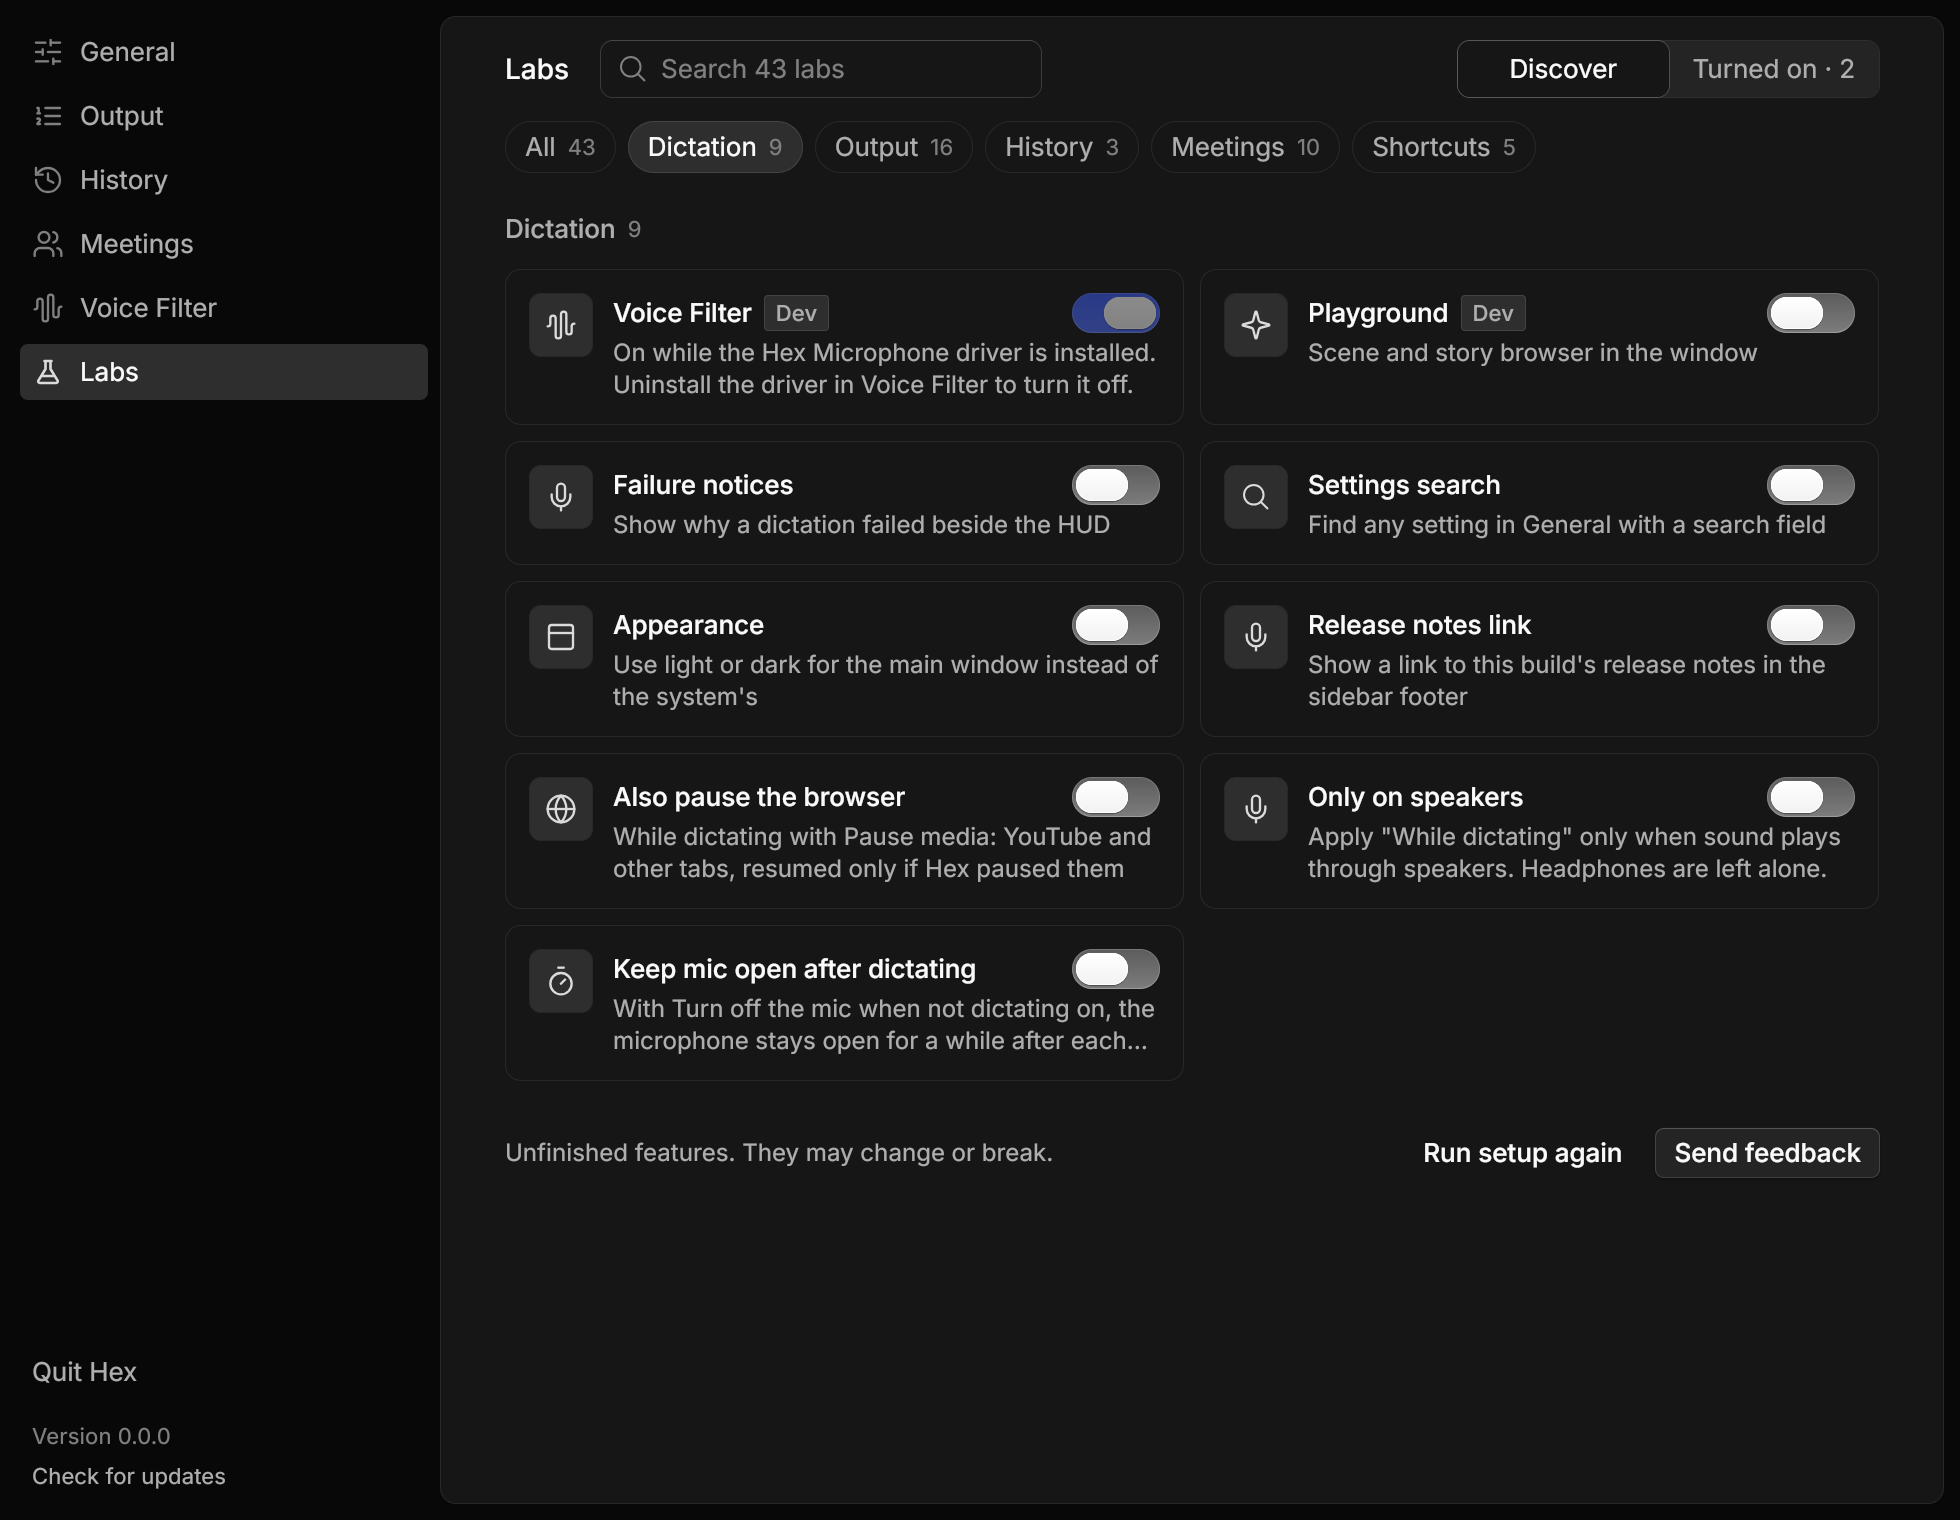 General
Output
History
Meetings
Voice Filter
Labs
Quit Hex
Version 0.0.0
Check for updates
Labs
Search 43 labs
Discover
Turned on · 2
All 43
Dictation 9
Output 16
History 3
Meetings 10
Shortcuts 5
Dictation 9
Voice Filter Dev
On while the Hex Microphone driver is installed.
Uninstall the driver in Voice Filter to turn it off.
Playground Dev
Scene and story browser in the window
Failure notices
Show why a dictation failed beside the HUD
Settings search
Find any setting in General with a search field
Appearance
Use light or dark for the main window instead of
the system's
Release notes link
Show a link to this build's release notes in the
sidebar footer
Also pause the browser
While dictating with Pause media: YouTube and
other tabs, resumed only if Hex paused them
Only on speakers
Apply "While dictating" only when sound plays
through speakers. Headphones are left alone.
Keep mic open after dictating
With Turn off the mic when not dictating on, the
microphone stays open for a while after each...
Unfinished features. They may change or break.
Run setup again
Send feedback